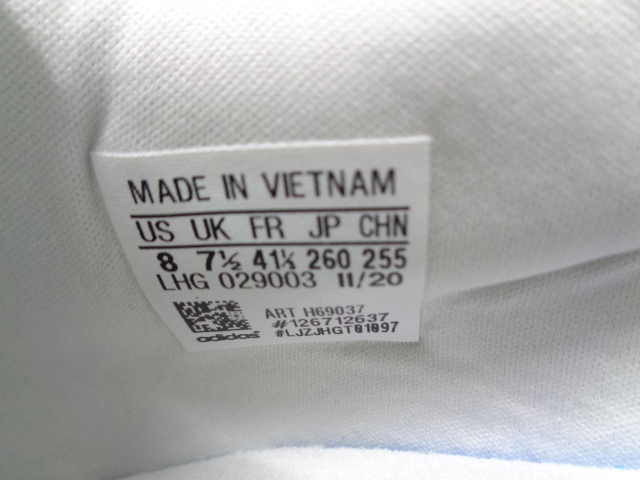 MADE IN VIETNAM
US UK FR JP CHN
8 7½ 41⅓ 260 255
LHG 029003 11/20
ART H69037
#126712637
#LJZJHGT01097
adidas